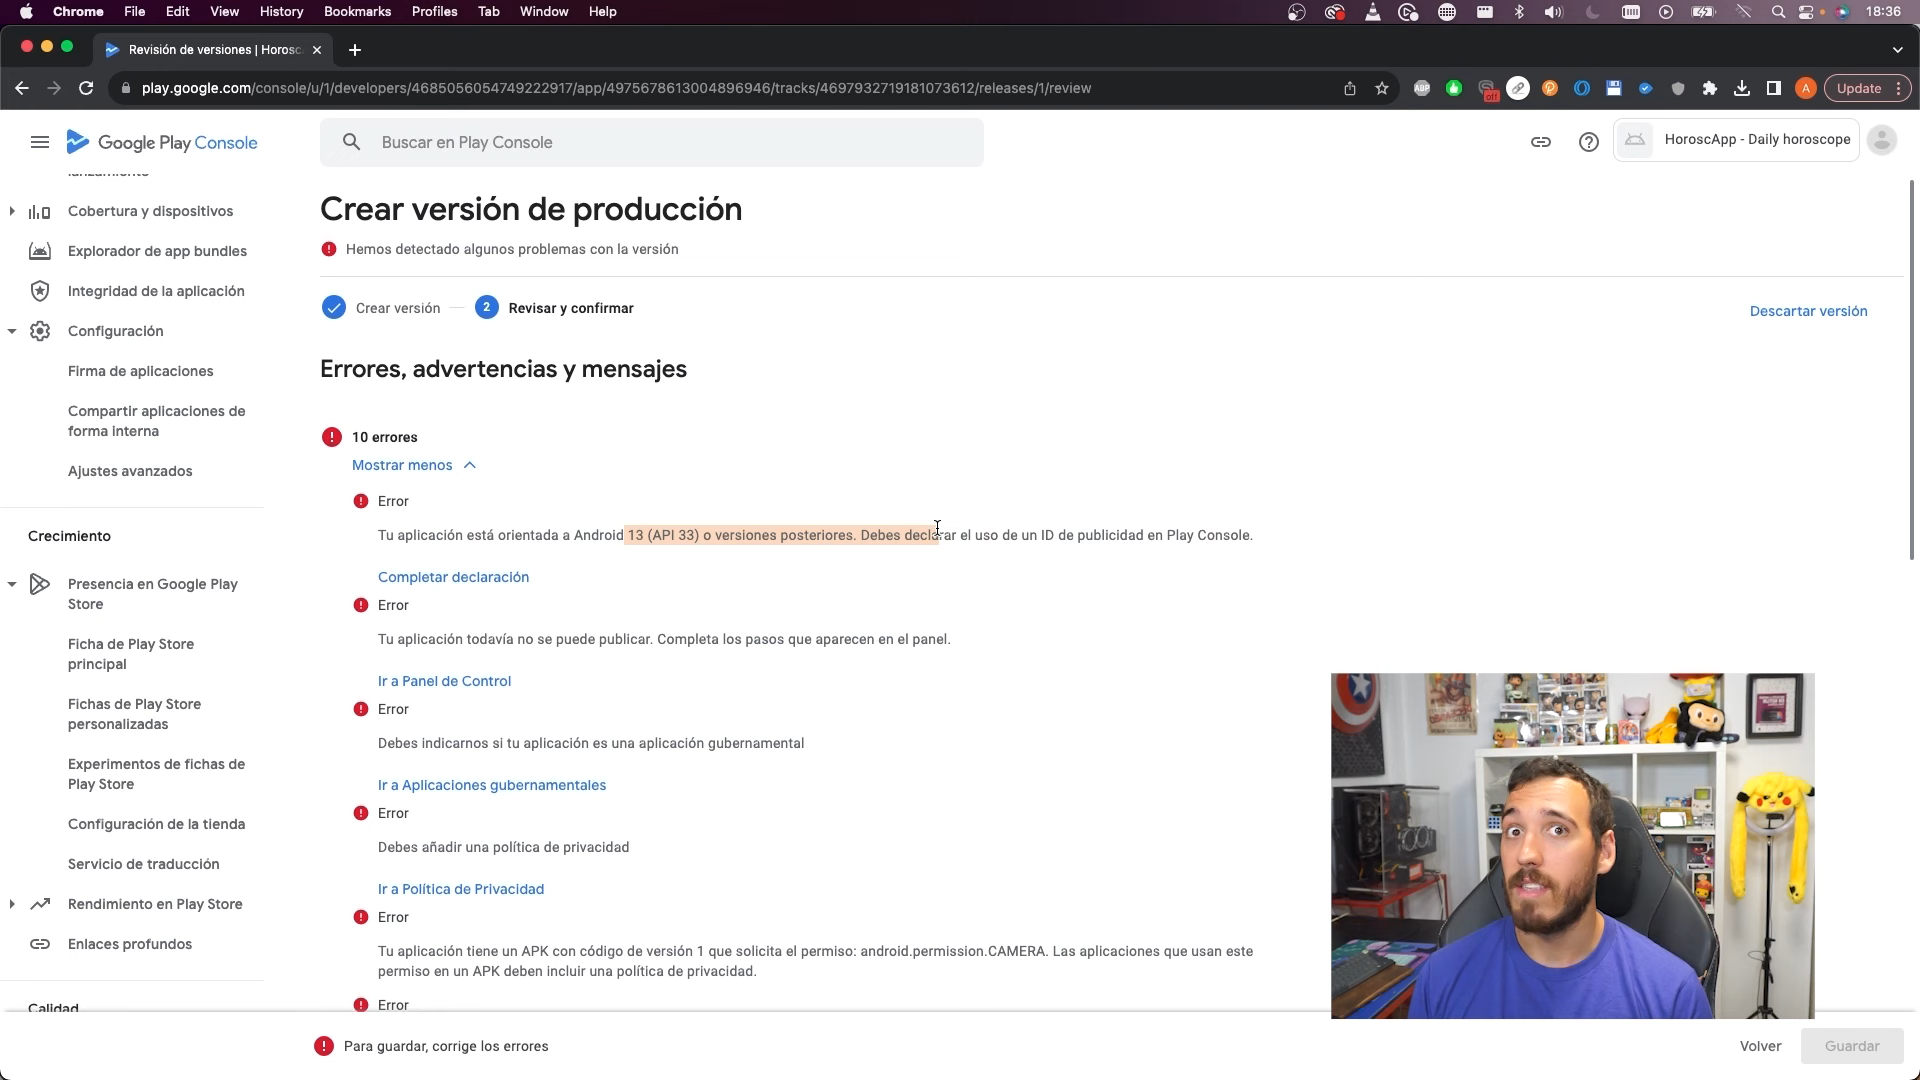 Chrome File Edit View History Bookmarks Profiles Tab Window Help 18:36
Revisión de versiones | Horosc
play.google.com/console/u/1/developers/4685056054749222917/app/4975678613004896946/tracks/4697932719181073612/releases/1/review
ABP
off
A
Update
Google Play Console
Buscar en Play Console
HoroscApp - Daily horoscope
lanzamiento
Cobertura y dispositivos
Explorador de app bundles
Integridad de la aplicación
Configuración
Firma de aplicaciones
Compartir aplicaciones de
forma interna
Ajustes avanzados
Crecimiento
Presencia en Google Play
Store
Ficha de Play Store
principal
Fichas de Play Store
personalizadas
Experimentos de fichas de
Play Store
Configuración de la tienda
Servicio de traducción
Rendimiento en Play Store
Enlaces profundos
Calidad
Crear versión de producción
Hemos detectado algunos problemas con la versión
Crear versión
2 Revisar y confirmar
Descartar versión
Errores, advertencias y mensajes
10 errores
Mostrar menos
Error
Tu aplicación está orientada a Android 13 (API 33) o versiones posteriores. Debes declarar el uso de un ID de publicidad en Play Console.
Completar declaración
Error
Tu aplicación todavía no se puede publicar. Completa los pasos que aparecen en el panel.
Ir a Panel de Control
Error
Debes indicarnos si tu aplicación es una aplicación gubernamental
Ir a Aplicaciones gubernamentales
Error
Debes añadir una política de privacidad
Ir a Política de Privacidad
Error
Tu aplicación tiene un APK con código de versión 1 que solicita el permiso: android.permission.CAMERA. Las aplicaciones que usan este
permiso en un APK deben incluir una política de privacidad.
Error
Para guardar, corrige los errores
Volver
Guardar